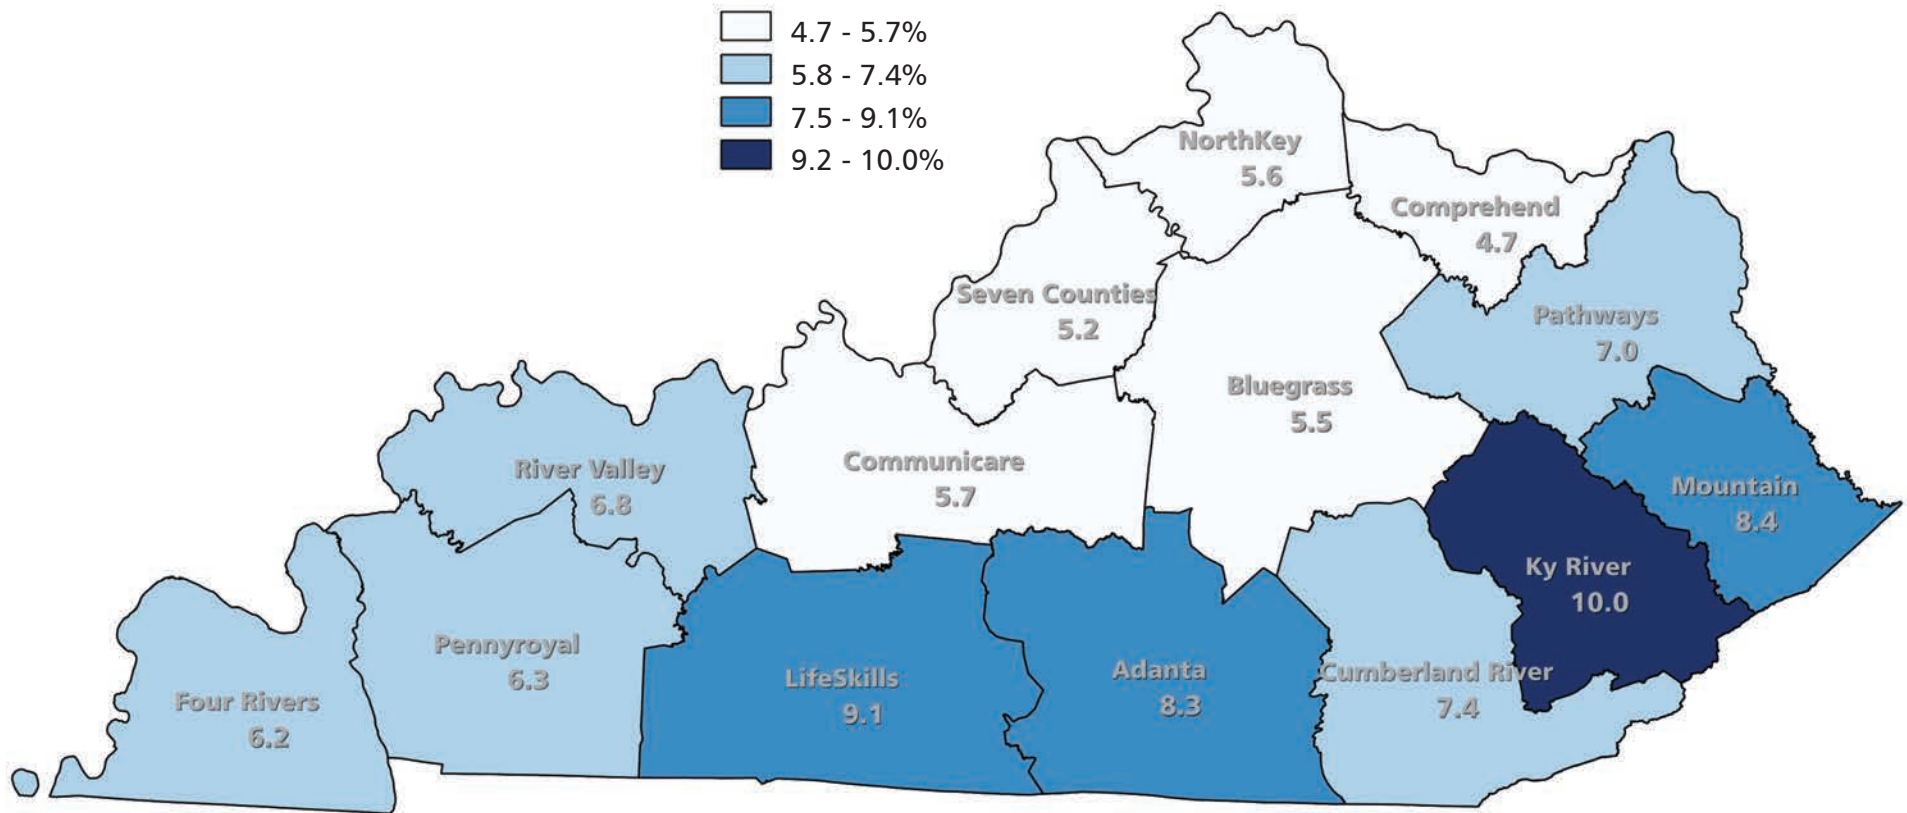 4.7 - 5.7%
5.8 - 7.4%
7.5 - 9.1%
9.2 - 10.0%
NorthKey
5.6
Comprehend
4.7
Seven Counties
5.2
Pathways
7.0
Bluegrass
5.5
River Valley
6.8
Communicare
5.7
Mountain
8.4
Ky River
10.0
Pennyroyal
6.3
Four Rivers
6.2
LifeSkills
9.1
Adanta
8.3
Cumberland River
7.4